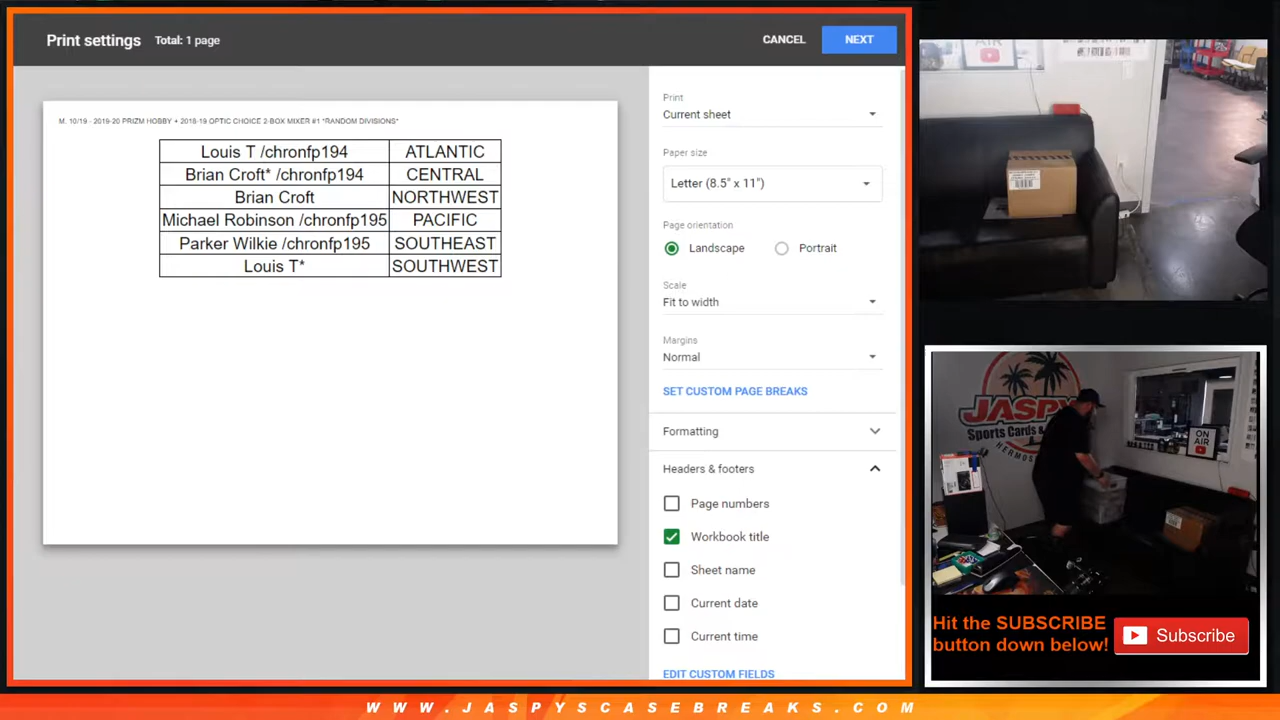 Print settings Total: 1 page CANCEL NEXT
M. 10/19 - 2019-20 PRIZM HOBBY + 2018-19 OPTIC CHOICE 2-BOX MIXER #1 *RANDOM DIVISIONS*
Louis T /chronfp194 ATLANTIC
Brian Croft* /chronfp194 CENTRAL
Brian Croft NORTHWEST
Michael Robinson /chronfp195 PACIFIC
Parker Wilkie /chronfp195 SOUTHEAST
Louis T* SOUTHWEST
Print
Current sheet
Paper size
Letter (8.5" x 11")
Page orientation
Landscape Portrait
Scale
Fit to width
Margins
Normal
SET CUSTOM PAGE BREAKS
Formatting
Headers & footers
Page numbers
Workbook title
Sheet name
Current date
Current time
EDIT CUSTOM FIELDS
JASPY
Sports Cards &
HERMOS
ON
AIR
Hit the SUBSCRIBE
button down below!
Subscribe
WWW.JASPYSCASEBREAKS.COM